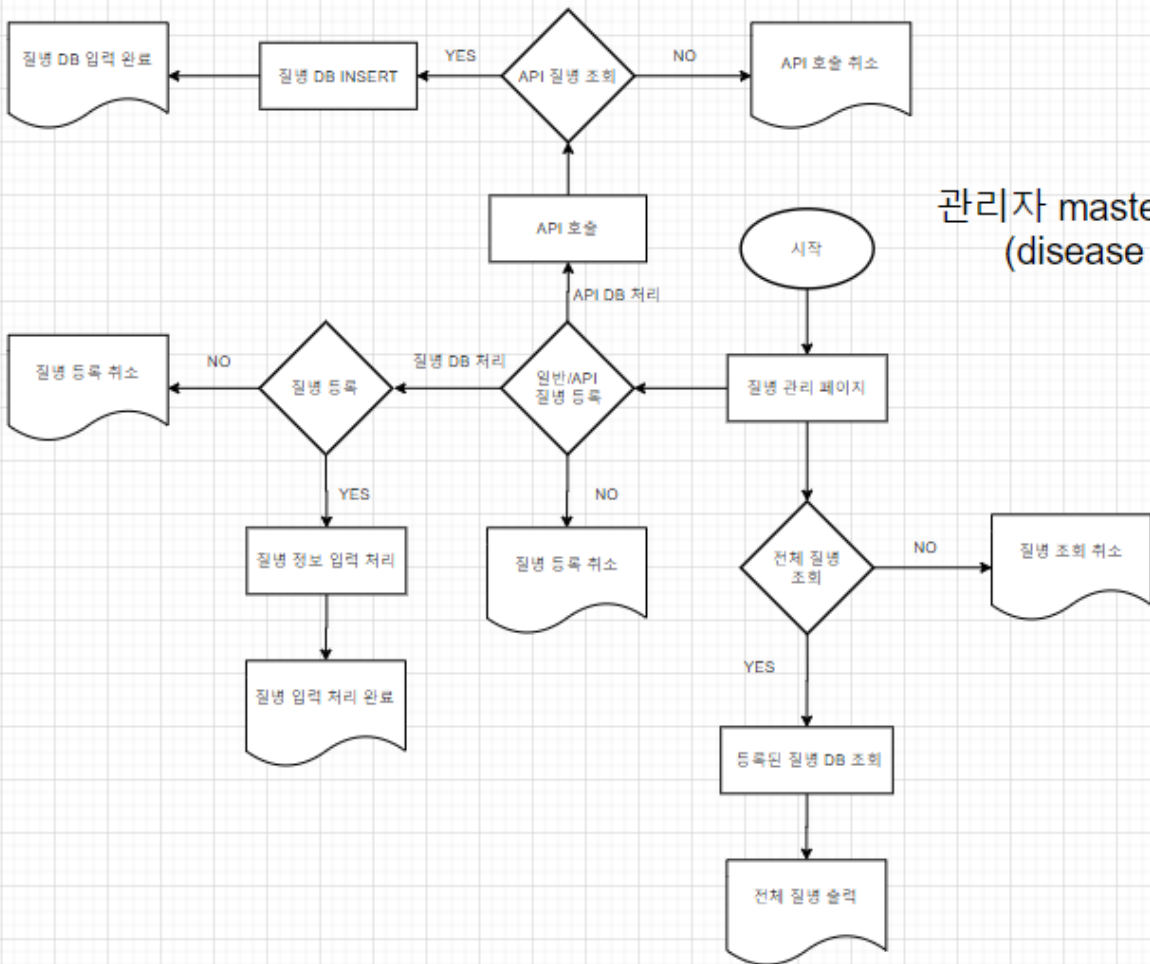 질병 DB 입력 완료
질병 DB INSERT
YES
API 질병 조회
NO
API 호출 취소
API 호출
관리자 maste
(disease
시작
API DB 처리
질병 등록 취소
NO
질병 등록
질병 DB 처리
일반/API
질병 등록
질병 관리 페이지
YES
NO
질병 정보 입력 처리
질병 등록 취소
전체 질병
조회
NO
질병 조회 취소
질병 입력 처리 완료
YES
등록된 질병 DB 조회
전체 질병 출력